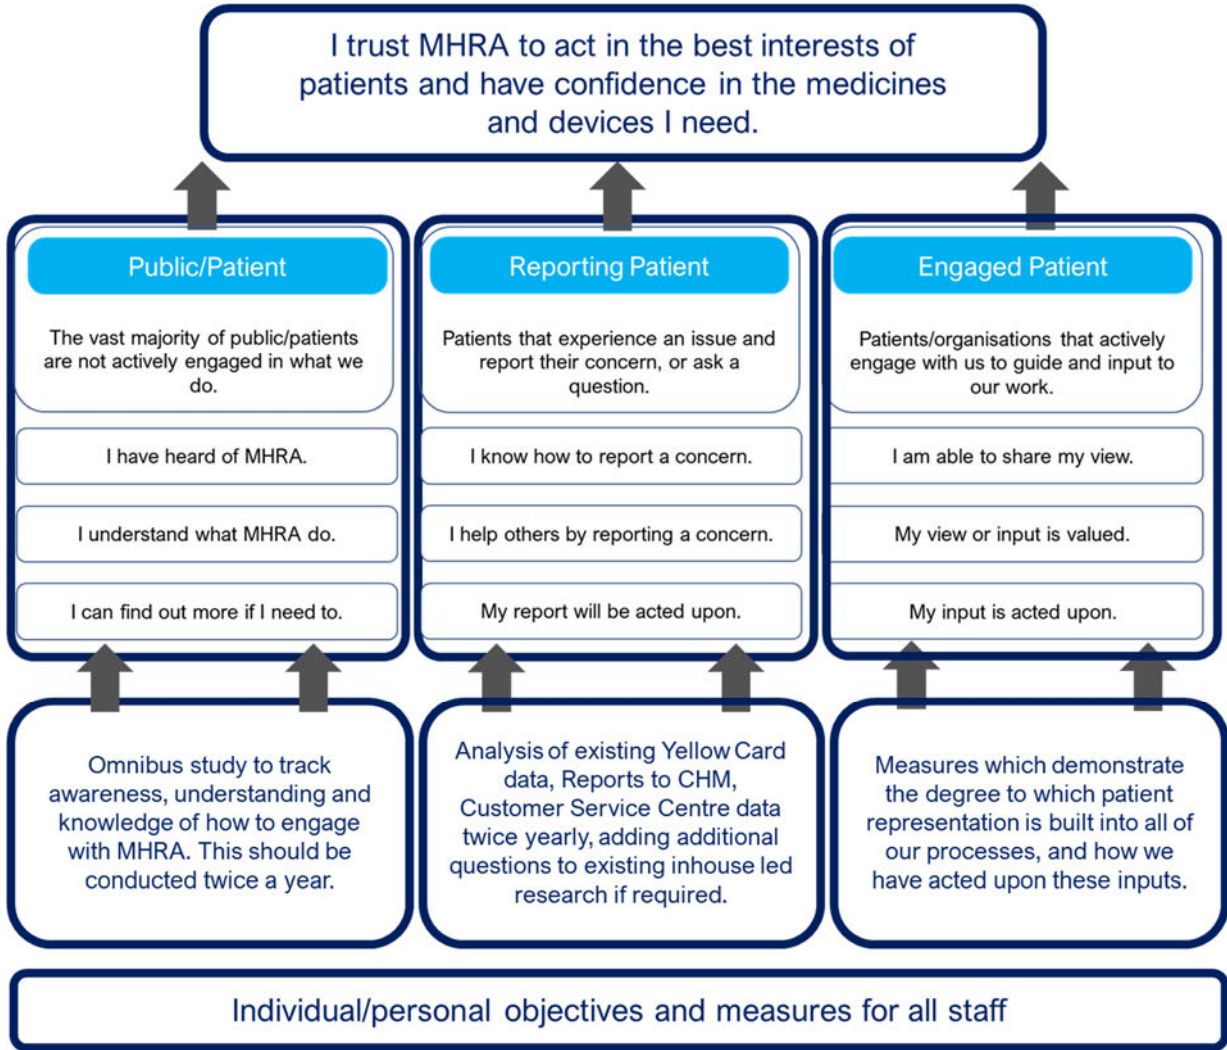 I trust MHRA to act in the best interests of
patients and have confidence in the medicines
and devices I need.
Public/Patient
The vast majority of public/patients
are not actively engaged in what we
do.
I have heard of MHRA.
I understand what MHRA do.
I can find out more if I need to.
Omnibus study to track
awareness, understanding and
knowledge of how to engage
with MHRA. This should be
conducted twice a year.
Reporting Patient
Patients that experience an issue and
report their concern, or ask a
question.
I know how to report a concern.
I help others by reporting a concern.
My report will be acted upon.
Analysis of existing Yellow Card
data, Reports to CHM,
Customer Service Centre data
twice yearly, adding additional
questions to existing inhouse led
research if required.
Engaged Patient
Patients/organisations that actively
engage with us to guide and input to
our work.
I am able to share my view.
My view or input is valued.
My input is acted upon.
Measures which demonstrate
the degree to which patient
representation is built into all of
our processes, and how we
have acted upon these inputs.
Individual/personal objectives and measures for all staff